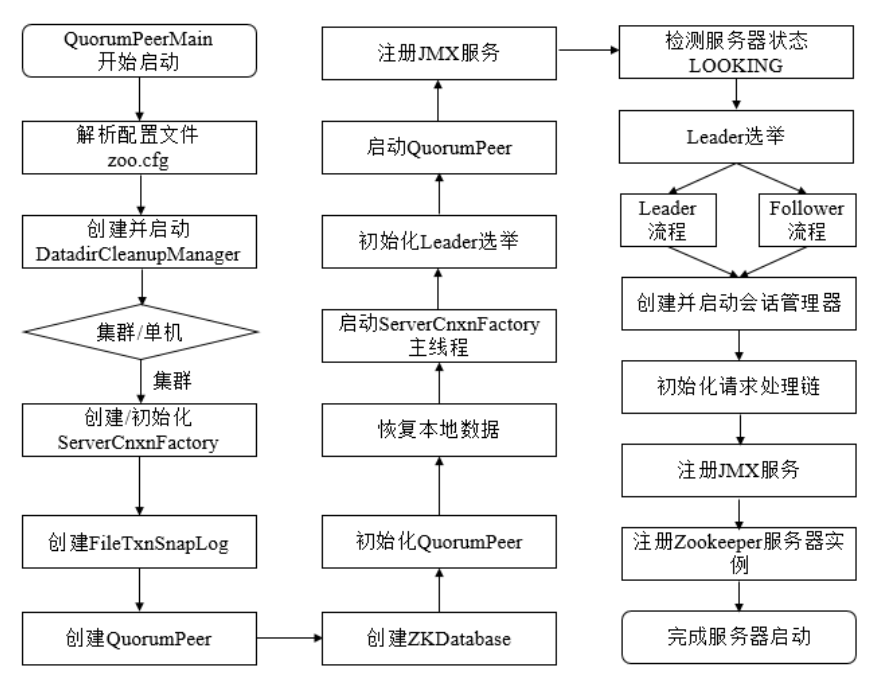 QuorumPeerMain
开始启动
解析配置文件
zoo.cfg
创建并启动
DatadirCleanupManager
集群/单机
集群
创建/初始化
ServerCnxnFactory
创建FileTxnSnapLog
创建QuorumPeer
创建ZKDatabase
初始化QuorumPeer
恢复本地数据
启动ServerCnxnFactory
主线程
初始化Leader选举
启动QuorumPeer
注册JMX服务
检测服务器状态
LOOKING
Leader选举
Leader
流程
Follower
流程
创建并启动会话管理器
初始化请求处理链
注册JMX服务
注册Zookeeper服务器实
例
完成服务器启动